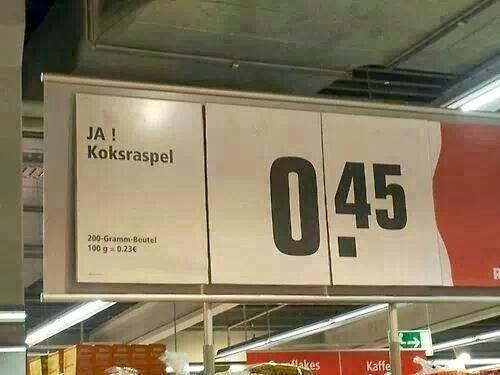 JA !
Koksraspel
200-Gramm-Beutel
100 g = 0.23€
0.45
R
flakes
Kaffe